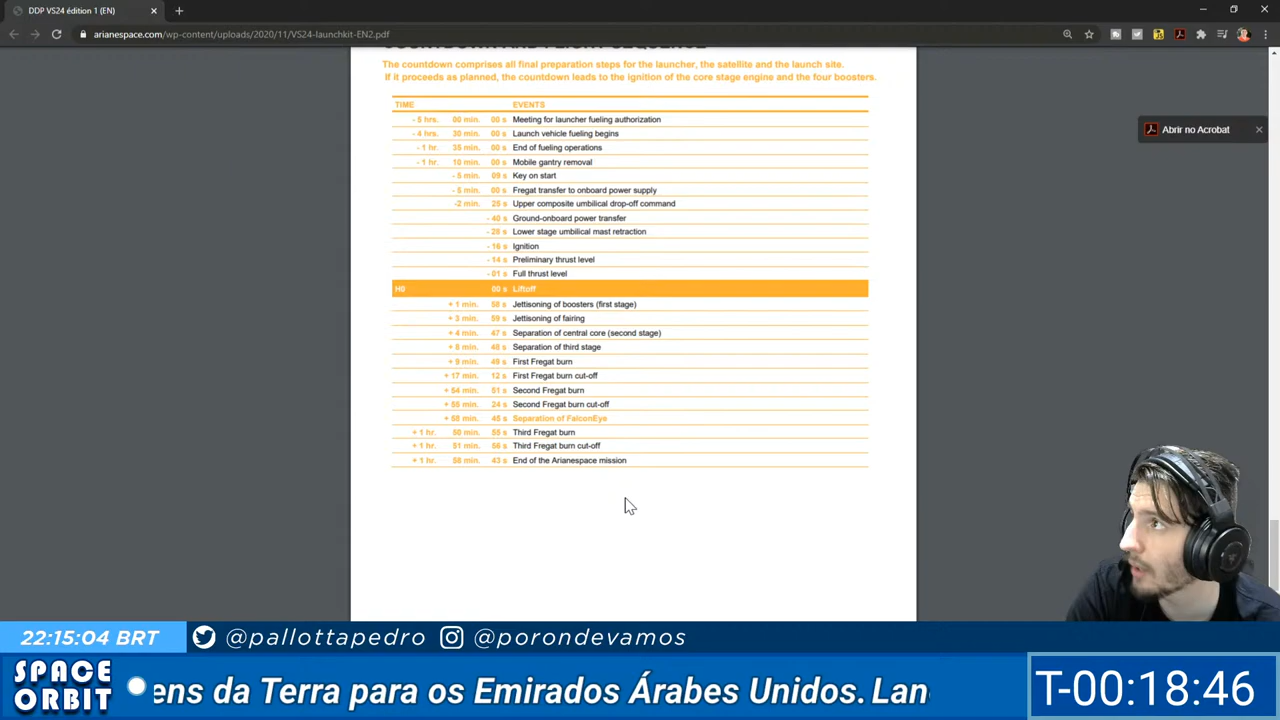 DDP VS24 édition 1 (EN)
arianespace.com/wp-content/uploads/2020/11/VS24-launchkit-EN2.pdf
COUNTDOWN AND FLIGHT SEQUENCE
The countdown comprises all final preparation steps for the launcher, the satellite and the launch site.
If it proceeds as planned, the countdown leads to the ignition of the core stage engine and the four boosters.
TIME EVENTS
- 5 hrs. 00 min. 00 s Meeting for launcher fueling authorization
- 4 hrs. 30 min. 00 s Launch vehicle fueling begins
- 1 hr. 35 min. 00 s End of fueling operations
- 1 hr. 10 min. 00 s Mobile gantry removal
- 5 min. 09 s Key on start
- 5 min. 00 s Fregat transfer to onboard power supply
-2 min. 25 s Upper composite umbilical drop-off command
- 40 s Ground-onboard power transfer
- 28 s Lower stage umbilical mast retraction
- 16 s Ignition
- 14 s Preliminary thrust level
- 01 s Full thrust level
H0 00 s Liftoff
+ 1 min. 58 s Jettisoning of boosters (first stage)
+ 3 min. 59 s Jettisoning of fairing
+ 4 min. 47 s Separation of central core (second stage)
+ 8 min. 48 s Separation of third stage
+ 9 min. 49 s First Fregat burn
+ 17 min. 12 s First Fregat burn cut-off
+ 54 min. 51 s Second Fregat burn
+ 55 min. 24 s Second Fregat burn cut-off
+ 58 min. 45 s Separation of FalconEye
+ 1 hr. 50 min. 55 s Third Fregat burn
+ 1 hr. 51 min. 56 s Third Fregat burn cut-off
+ 1 hr. 58 min. 43 s End of the Arianespace mission
Abrir no Acrobat
22:15:04 BRT @pallottapedro @porondevamos
SPACE ORBIT
ens da Terra para os Emirados Árabes Unidos. Lan
T-00:18:46